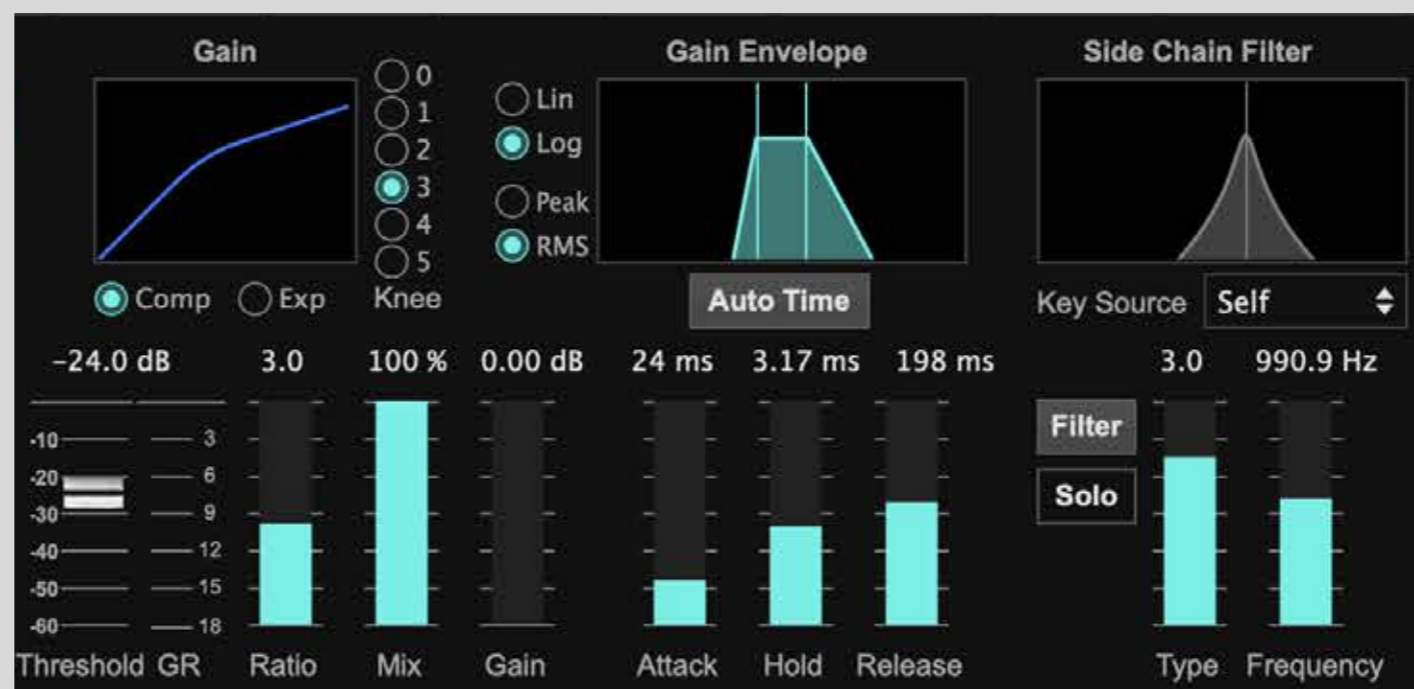 Gain
0
1
2
3
4
5
Knee
Comp Exp
Gain Envelope
Lin
Log
Peak
RMS
Auto Time
Side Chain Filter
Key Source Self
-24.0 dB 3.0 100 % 0.00 dB 24 ms 3.17 ms 198 ms 3.0 990.9 Hz
-10 3
-20 6
-30 9
-40 12
-50 15
-60 18
Filter
Solo
Threshold GR Ratio Mix Gain Attack Hold Release Type Frequency